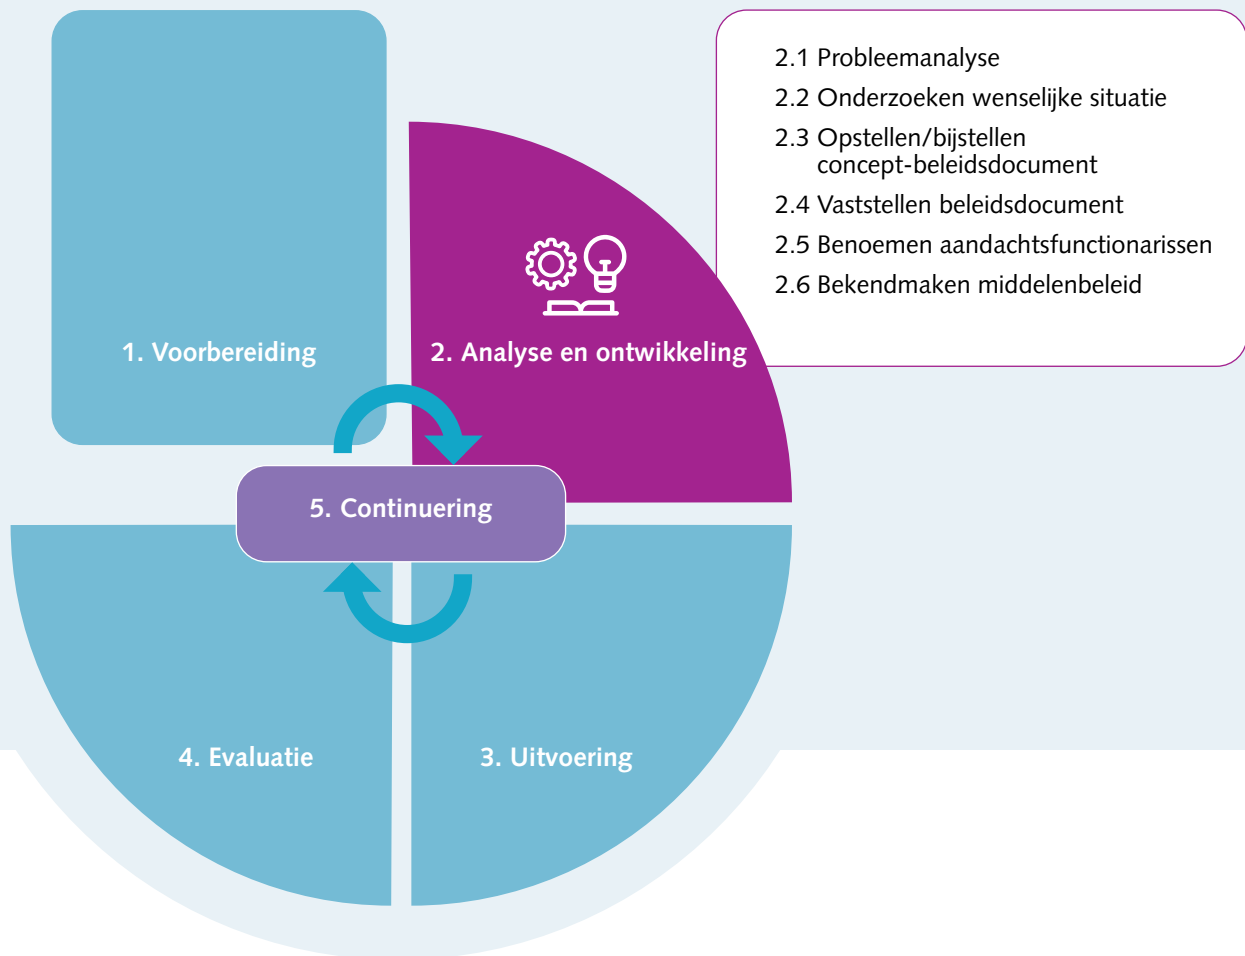 2.1 Probleemanalyse
2.2 Onderzoeken wenselijke situatie
2.3 Opstellen/bijstellen
concept-beleidsdocument
2.4 Vaststellen beleidsdocument
2.5 Benoemen aandachtsfunctionarissen
2.6 Bekendmaken middelenbeleid
1. Voorbereiding
2. Analyse en ontwikkeling
5. Continuering
4. Evaluatie
3. Uitvoering